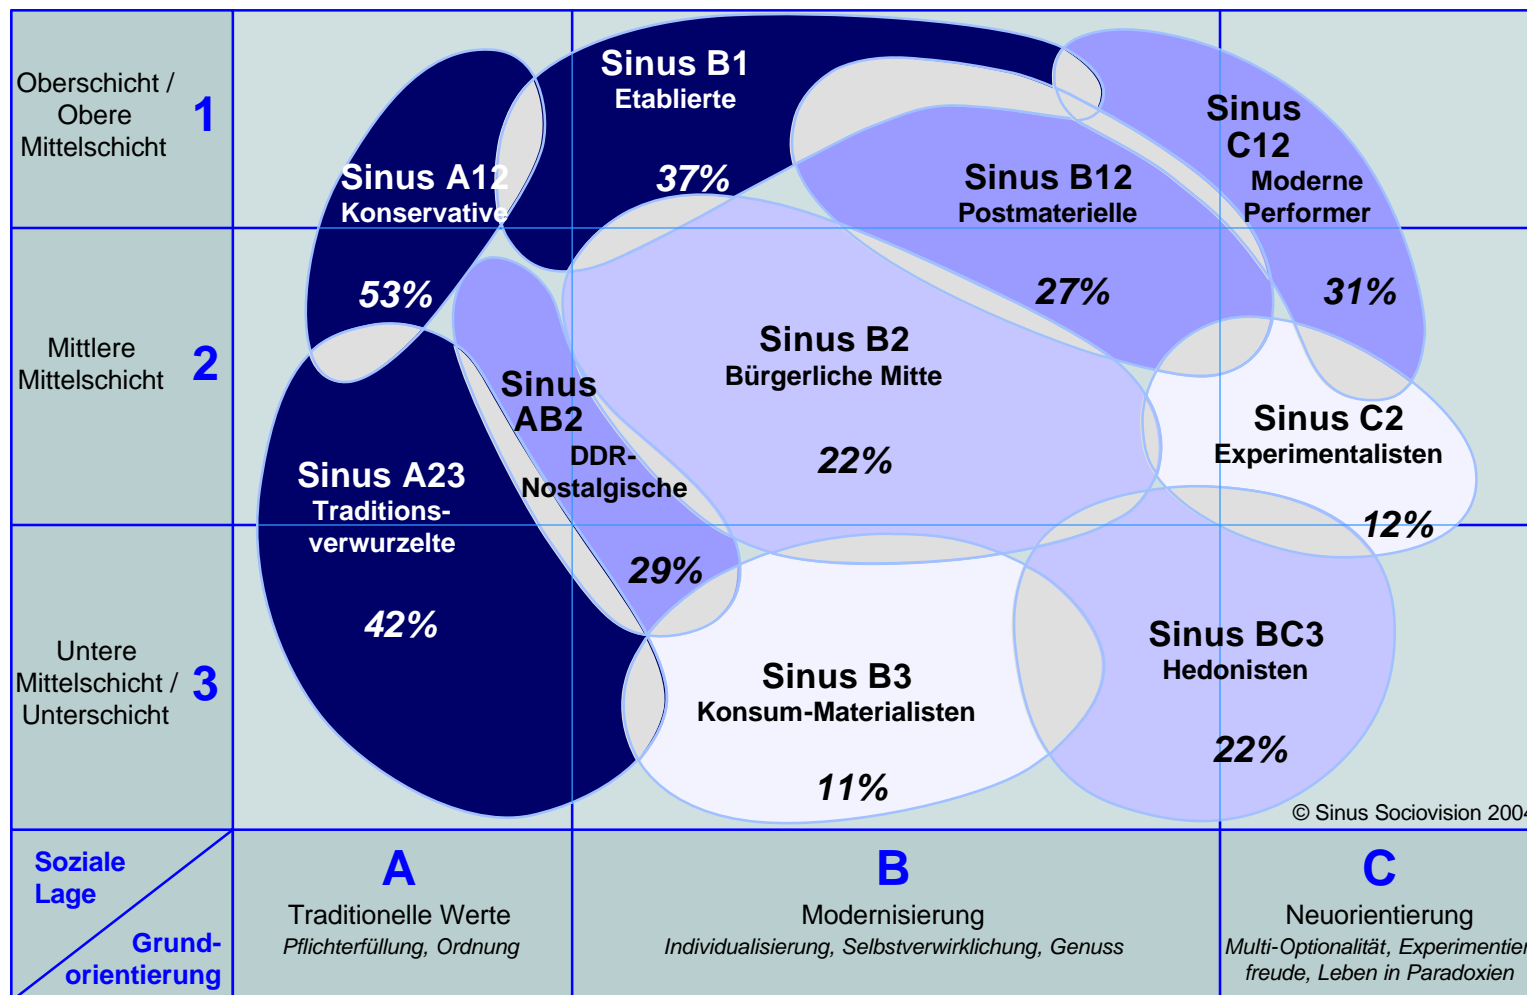 Oberschicht /
Obere
Mittelschicht
1
Sinus B1
Etablierte
37%
Sinus A12
Konservative
53%
Sinus B12
Postmaterielle
27%
Sinus
C12
Moderne
Performer
31%
Mittlere
Mittelschicht
2
Sinus
AB2
DDR-
Nostalgische
29%
Sinus B2
Bürgerliche Mitte
22%
Sinus C2
Experimentalisten
12%
Sinus A23
Traditions-
verwurzelte
42%
Untere
Mittelschicht /
Unterschicht
3
Sinus B3
Konsum-Materialisten
11%
Sinus BC3
Hedonisten
22%
© Sinus Sociovision 2004
Soziale
Lage
Grund-
orientierung
A
Traditionelle Werte
Pflichterfüllung, Ordnung
B
Modernisierung
Individualisierung, Selbstverwirklichung, Genuss
C
Neuorientierung
Multi-Optionalität, Experimentier
freude, Leben in Paradoxien